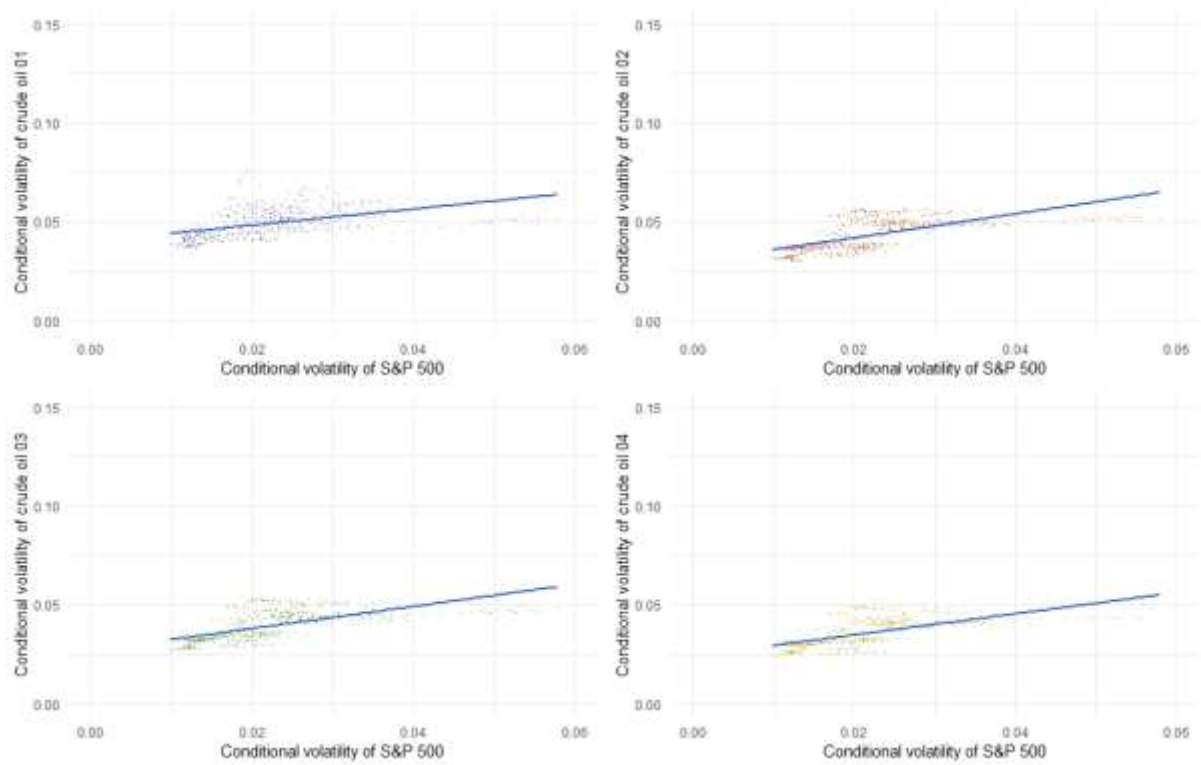 Conditional volatility of crude oil 01
0.15
0.10
0.05
0.00
0.00 0.02 0.04 0.06
Conditional volatility of S&P 500
Conditional volatility of crude oil 02
0.15
0.10
0.05
0.00
0.00 0.02 0.04 0.06
Conditional volatility of S&P 500
Conditional volatility of crude oil 03
0.15
0.10
0.05
0.00
0.00 0.02 0.04 0.06
Conditional volatility of S&P 500
Conditional volatility of crude oil 04
0.15
0.10
0.05
0.00
0.00 0.02 0.04 0.06
Conditional volatility of S&P 500